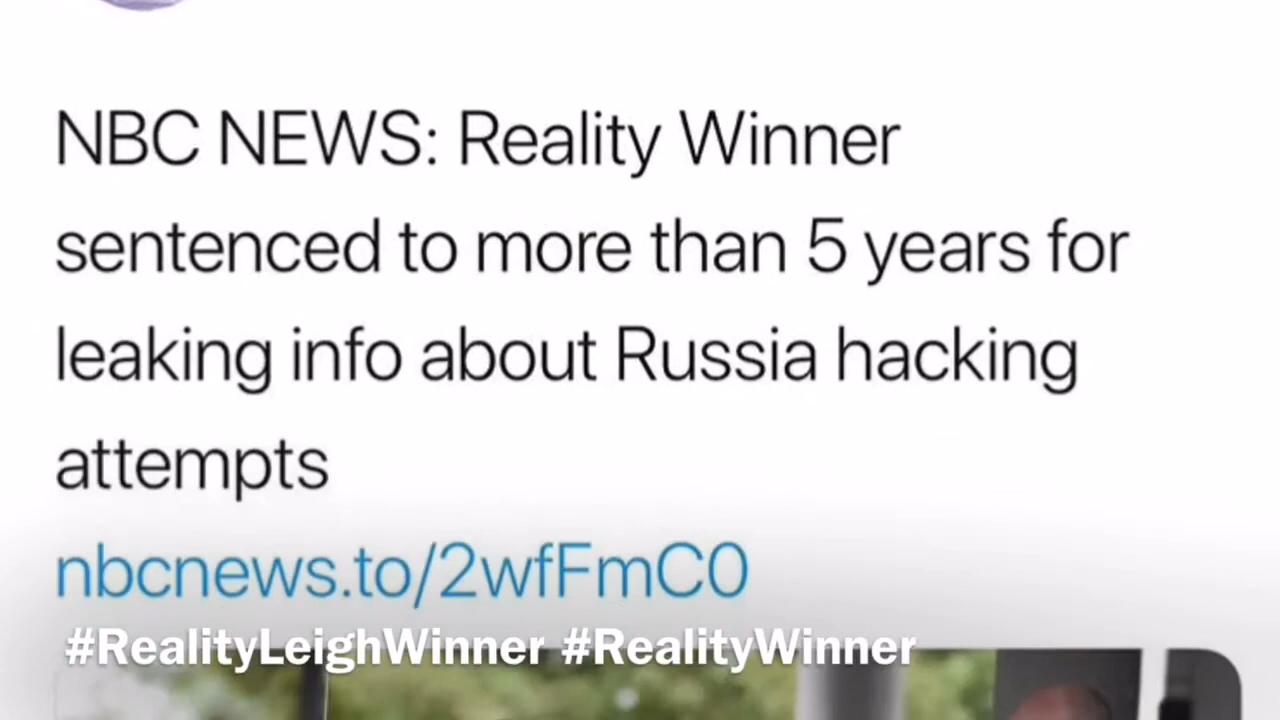 NBC NEWS: Reality Winner
sentenced to more than 5 years for
leaking info about Russia hacking
attempts
nbcnews.to/2wfFmC0
#RealityLeighWinner #RealityWinner